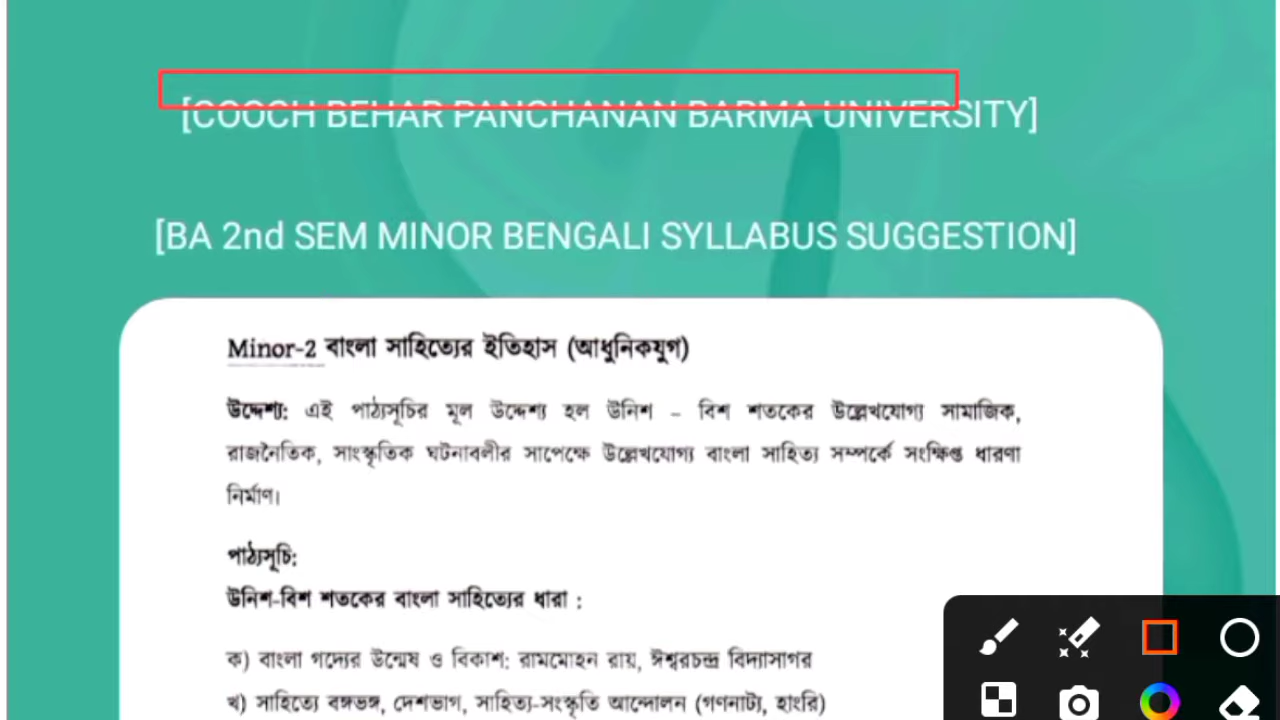 [COOCH BEHAR PANCHANAN BARMA UNIVERSITY]
[BA 2nd SEM MINOR BENGALI SYLLABUS SUGGESTION]
Minor-2 বাংলা সাহিত্যের ইতিহাস (আধুনিকযুগ)
উদ্দেশ্য: এই পাঠ্যসূচির মূল উদ্দেশ্য হল উনিশ – বিশ শতকের উল্লেখযোগ্য সামাজিক,
রাজনৈতিক, সাংস্কৃতিক ঘটনাবলীর সাপেক্ষে উল্লেখযোগ্য বাংলা সাহিত্য সম্পর্কে সংক্ষিপ্ত ধারণা
নির্মাণ।
পাঠ্যসূচি:
উনিশ-বিশ শতকের বাংলা সাহিত্যের ধারা :
ক) বাংলা গদ্যের উন্মেষ ও বিকাশ: রামমোহন রায়, ঈশ্বরচন্দ্র বিদ্যাসাগর
খ) সাহিত্যে বঙ্গভঙ্গ, দেশভাগ, সাহিত্য-সংস্কৃতি আন্দোলন (গণনাট্য, হাংরি)